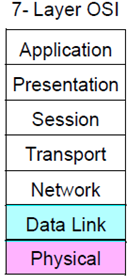 7- Layer OSI
Application
Presentation
Session
Transport
Network
Data Link
Physical